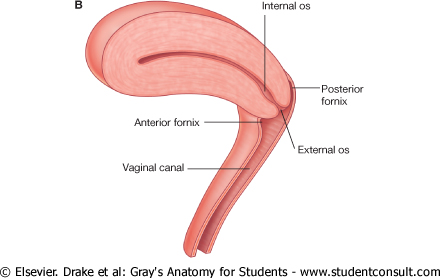 B
Internal os
Posterior
fornix
Anterior fornix
External os
Vaginal canal
© Elsevier. Drake et al: Gray's Anatomy for Students - www.studentconsult.com